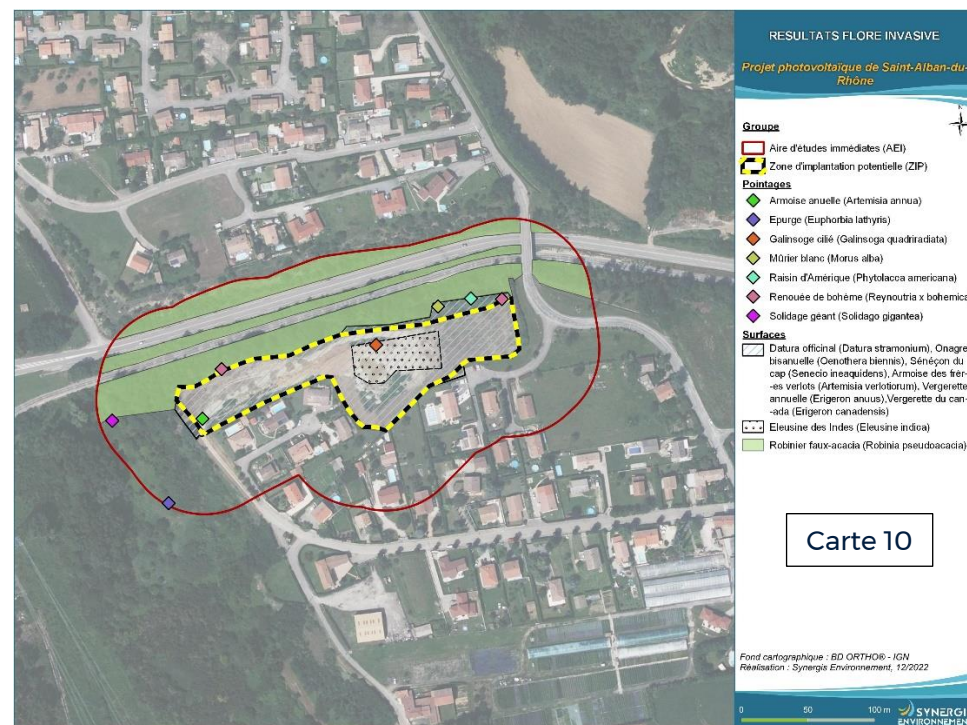 RESULTATS FLORE INVASIVE
Projet photovoltaïque de Saint-Alban-du-
Rhône
Groupe
Aire d'études immédiates (AEI)
Zone d'implantation potentielle (ZIP)
Pointages
Armoise anuelle (Artemisia annua)
Epurge (Euphorbia lathyris)
Galinsoge cilié (Galinsoga quadriradiata)
Mûrier blanc (Morus alba)
Raisin d'Amérique (Phytolacca americana)
Renouée de bohème (Reynoutria x bohemica
Solidage géant (Solidago gigantea)
Surfaces
Datura officinal (Datura stramonium), Onagre
bisanuelle (Oenothera biennis), Séneçon du
cap (Senecio ineaquidens), Armoise des frèr-
-es verlots (Artemisia verlotiorum), Vergerette
annuelle (Erigeron anuus),Vergerette du can-
-ada (Erigeron canadensis)
Eleusine des Indes (Eleusine indica)
Robinier faux-acacia (Robinia pseudoacacia)
Carte 10
Fond cartographique : BD ORTHO® - IGN
Réalisation : Synergis Environnement, 12/2022
0 50 100 m
SYNERGI
ENVIRONNEMEN